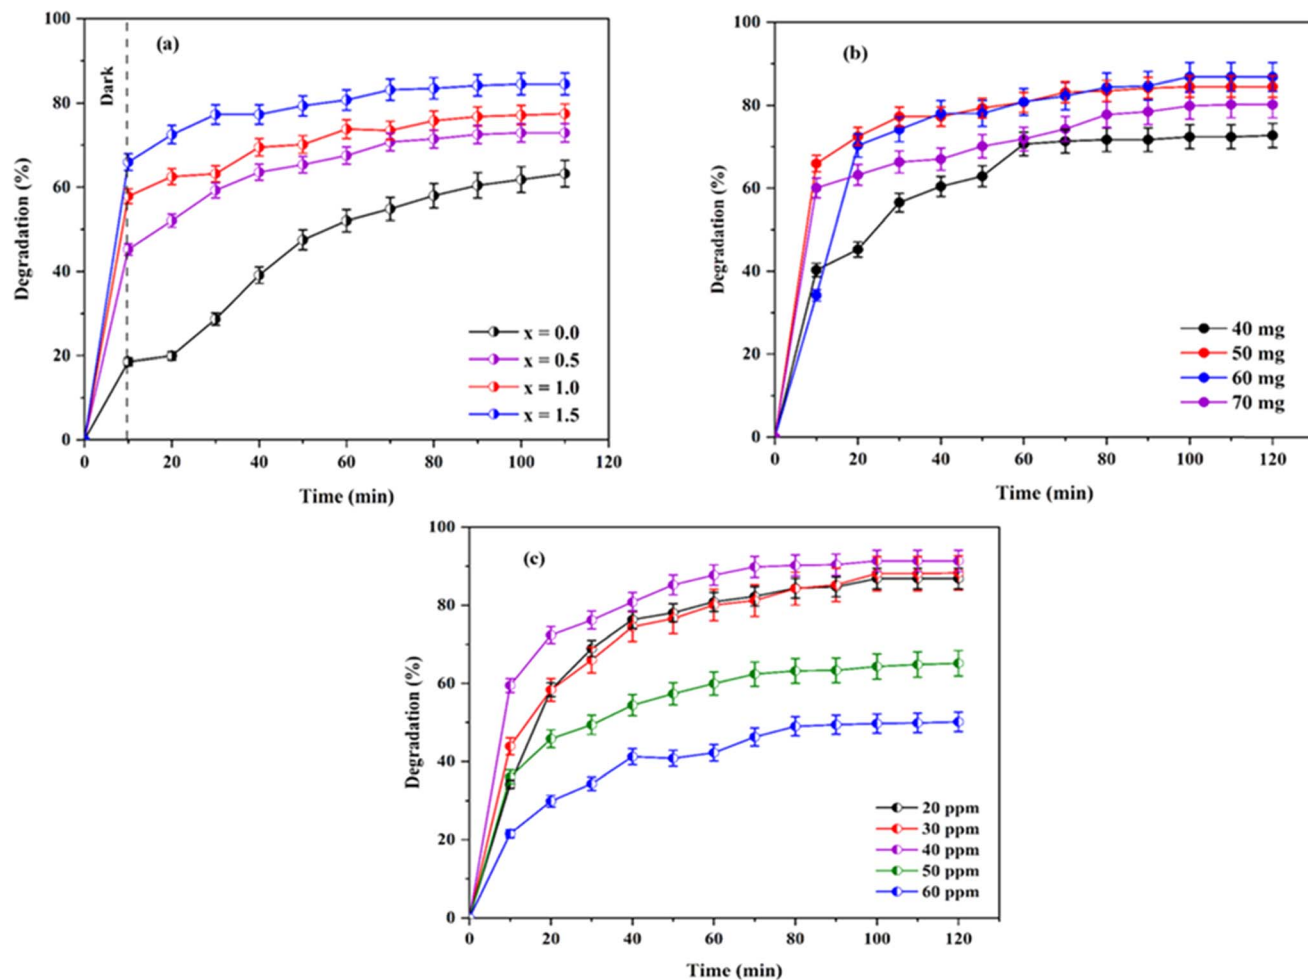 (a)
Dark
Degradation (%)
100
80
60
40
20
0
0 20 40 60 80 100 120
Time (min)
x = 0.0
x = 0.5
x = 1.0
x = 1.5
(b)
Degradation (%)
100
80
60
40
20
0
0 20 40 60 80 100 120
Time (min)
40 mg
50 mg
60 mg
70 mg
(c)
Degradation (%)
100
80
60
40
20
0
0 20 40 60 80 100 120
Time (min)
20 ppm
30 ppm
40 ppm
50 ppm
60 ppm